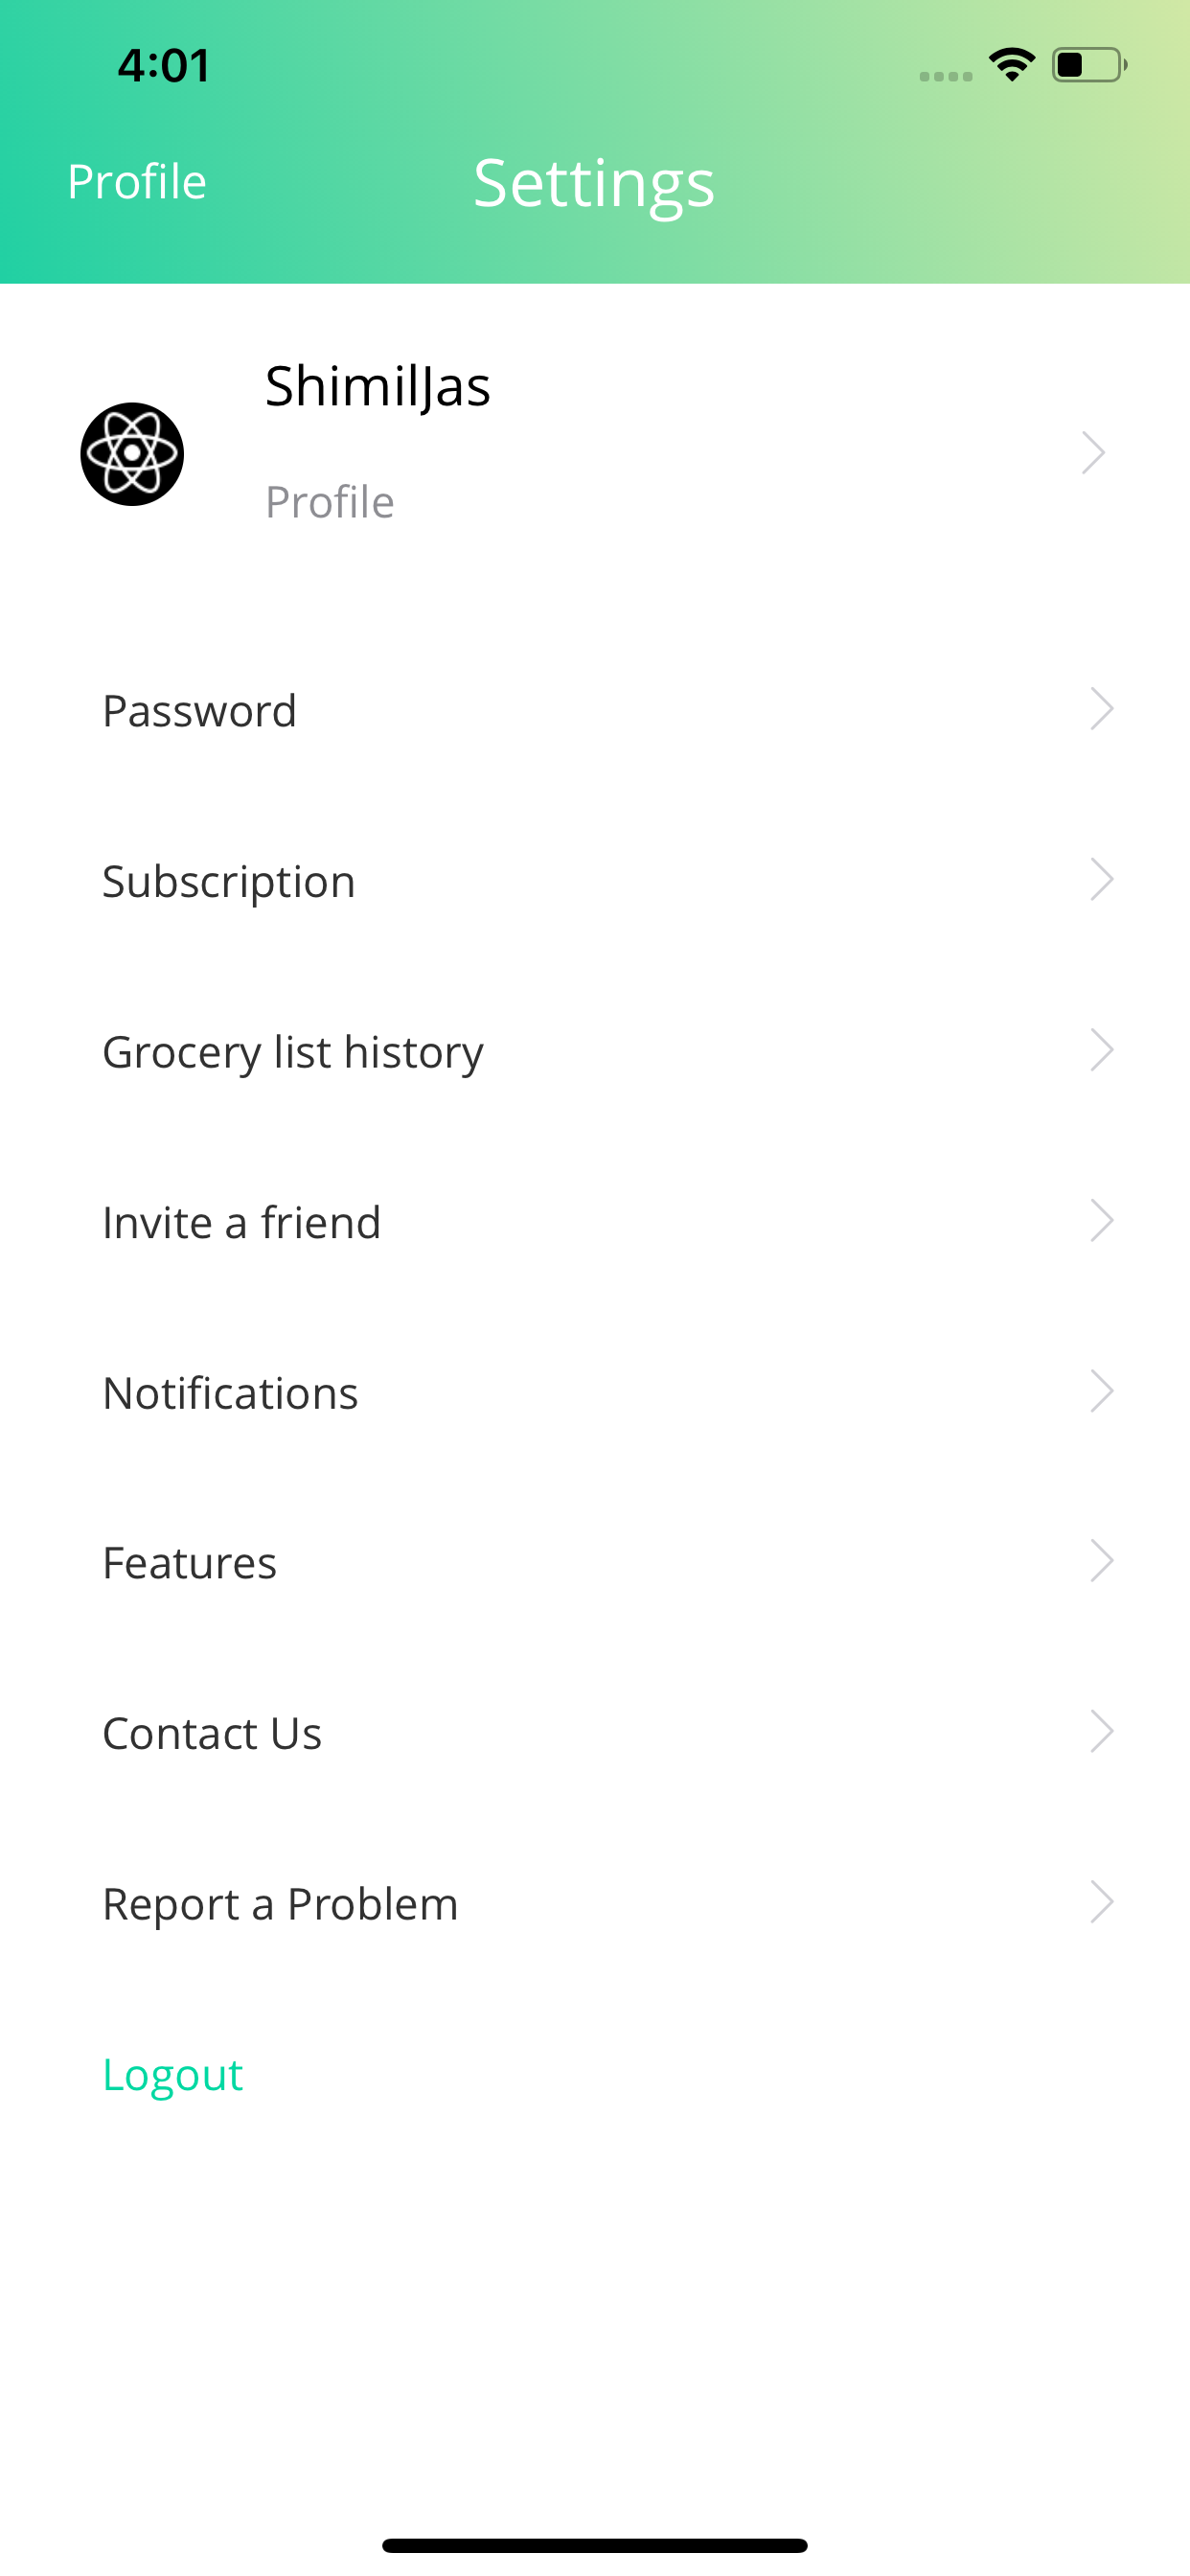 4:01
Profile
Settings
ShimilJas
Profile
Password
Subscription
Grocery list history
Invite a friend
Notifications
Features
Contact Us
Report a Problem
Logout